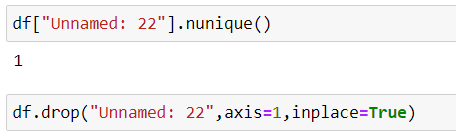 df["Unnamed: 22"].nunique()
1
df.drop("Unnamed: 22",axis=1,inplace=True)